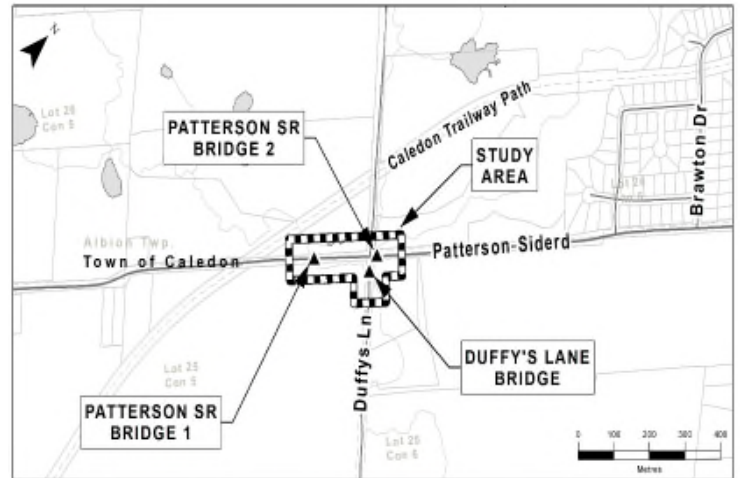 N
Lot 26
Con 5
PATTERSON SR
BRIDGE 2
Caledon Trailway Path
STUDY
AREA
Brawton-Dr
Lot 26
Albion Twp.
Town of Caledon
Patterson-Siderd
Duffys-Ln
DUFFY'S LANE
BRIDGE
Lot 25
Con 5
PATTERSON SR
BRIDGE 1
Lot 25
Con 6
0 100 200 300 400
Metres